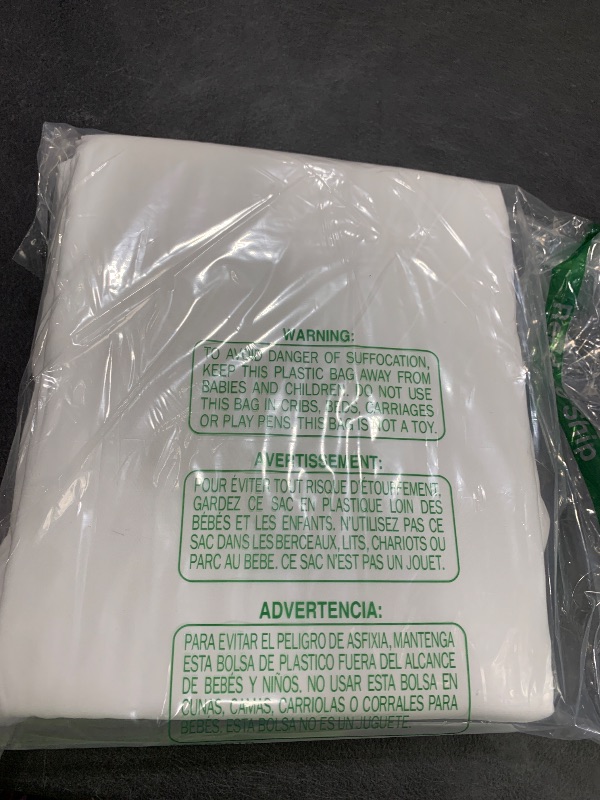 WARNING:
TO AVOID DANGER OF SUFFOCATION,
KEEP THIS PLASTIC BAG AWAY FROM
BABIES AND CHILDREN. DO NOT USE
THIS BAG IN CRIBS, BEDS, CARRIAGES
OR PLAY PENS. THIS BAG IS NOT A TOY.
AVERTISSEMENT:
POUR ÉVITER TOUT RISQUE D'ÉTOUFFEMENT,
GARDEZ CE SAC EN PLASTIQUE LOIN DES
BÉBÉS ET LES ENFANTS. N'UTILISEZ PAS CE
SAC DANS LES BERCEAUX, LITS, CHARIOTS OU
PARC AU BEBE. CE SAC N'EST PAS UN JOUET.
ADVERTENCIA:
PARA EVITAR EL PELIGRO DE ASFIXIA, MANTENGA
ESTA BOLSA DE PLASTICO FUERA DEL ALCANCE
DE BEBÉS Y NIÑOS. NO USAR ESTA BOLSA EN
CUNAS, CAMAS, CARRIOLAS O CORRALES PARA
BEBÉS, ESTA BOLSA NO ES UN JUGUETE.